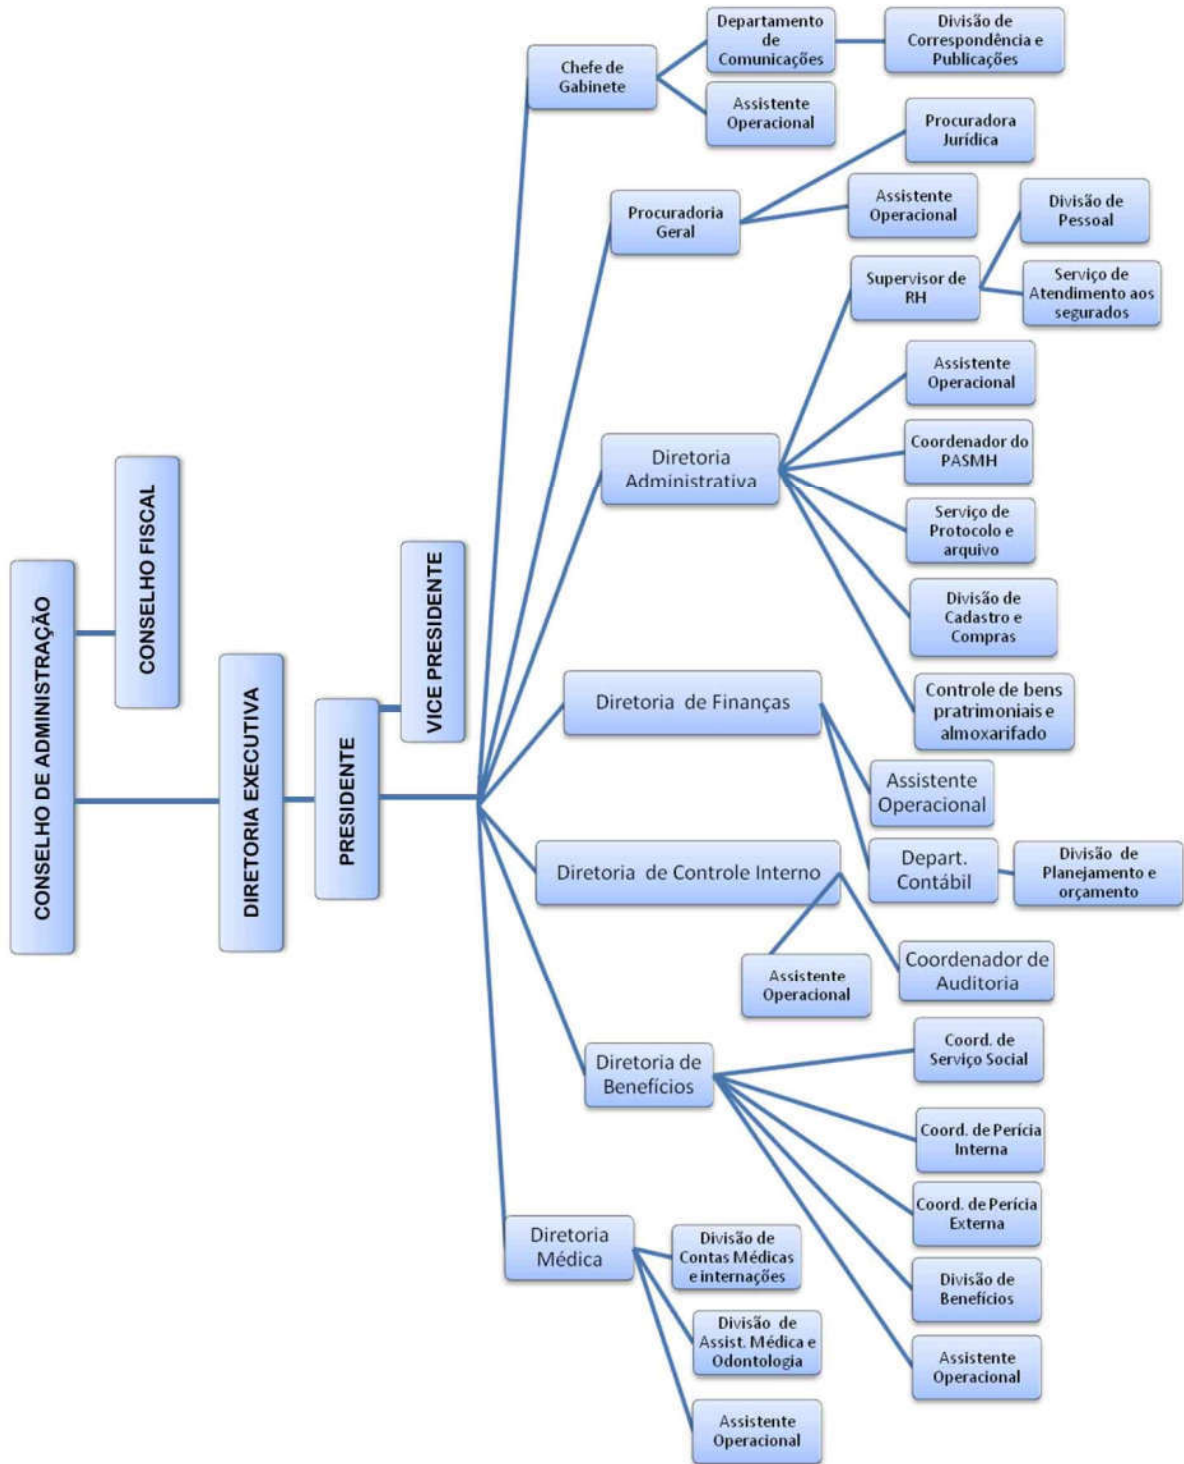 CONSELHO DE ADMINISTRAÇÃO
CONSELHO FISCAL
DIRETORIA EXECUTIVA
PRESIDENTE
VICE PRESIDENTE
Chefe de
Gabinete
Departamento
de
Comunicações
Divisão de
Correspondência e
Publicações
Assistente
Operacional
Procuradoria
Geral
Procuradora
Jurídica
Assistente
Operacional
Diretoria
Administrativa
Supervisor de
RH
Divisão de
Pessoal
Serviço de
Atendimento aos
segurados
Assistente
Operacional
Coordenador do
PASMH
Serviço de
Protocolo e
arquivo
Divisão de
Cadastro e
Compras
Controle de bens
pratrimoniais e
almoxarifado
Diretoria de Finanças
Assistente
Operacional
Depart.
Contábil
Divisão de
Planejamento e
orçamento
Diretoria de Controle Interno
Assistente
Operacional
Coordenador de
Auditoria
Diretoria de
Benefícios
Coord. de
Serviço Social
Coord. de Perícia
Interna
Coord. de Perícia
Externa
Divisão de
Benefícios
Assistente
Operacional
Diretoria
Médica
Divisão de
Contas Médicas
e internações
Divisão de
Assist. Médica e
Odontologia
Assistente
Operacional